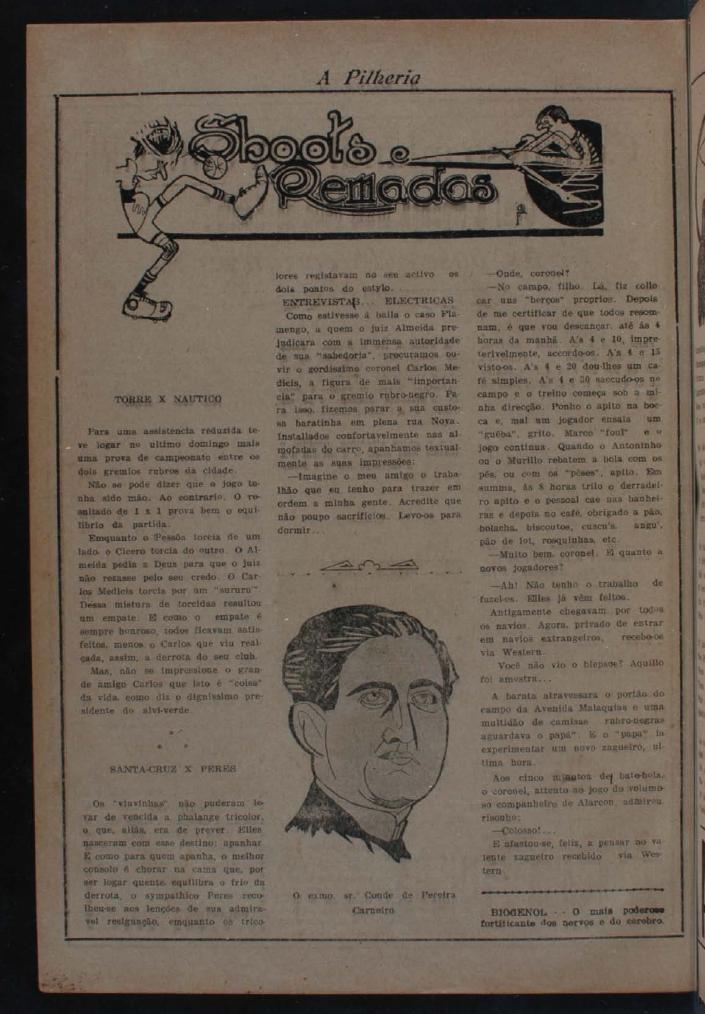 A Pilheria
Shoots e
Remadas
TORRE X NAUTICO
Para uma assistencia reduzida te-
ve logar no ultimo domingo mais
uma prova de campeonato entre os
dois gremios rubros da cidade.
Não se pode dizer que o jogo te-
nha sido mão. Ao contrario. O re-
sultado de 1 x 1 prova bem o equi-
librio da partida.
Emquanto o Pessôa torcia de um
lado, o Cicero torcia do outro. O Al-
meida pedia a Deus para que o juiz
não rezasse pelo seu credo. O Car-
los Medicis torcia por um "sururu"
Dessa mistura de torcidas resultou
um empate. E como o empate é
sempre honroso, todos ficavam satis-
feitos, menos o Carlos que viu real-
çada, assim, a derrota do seu club.
Mas, não se impressione o gran-
de amigo Carlos que isto é "coisa"
da vida, como diz o dignissimo pre-
sidente do alvi-verde.
SANTA-CRUZ X PERES
Os "viuvinhas" não puderam le-
var de vencida a phalange tricolor,
o que, aliás, era de prever. Elles
nasceram com esse destino: apanhar.
E como para quem apanha, o melhor
consolo é chorar na cama que, por
ser logar quente, equilibra o frio da
derrota, o sympathico Peres reco-
lheu-se aos lenções de sua admira-
vel resignação, emquanto os trico-
lores registavam no seu activo os
dois pontos do estylo.
ENTREVISTAS... ELECTRICAS
Como estivesse á baila o caso Fla-
mengo, a quem o juiz Almeida pre-
judicara com a immensa autoridade
de sua "sabedoria", procuramos ou-
vir o gordissimo coronel Carlos Me-
dicis, a figura de mais "importan-
cia" para o gremio rubro-negro. Pa-
ra isso, fizemos parar a sua custo-
sa baratinha em plena rua Nova.
Installados confortavelmente nas al-
mofadas do carro, apanhamos textual-
mente as suas impressões:
—Imagine o meu amigo o traba-
lhão que eu tenho para trazer em
ordem a minha gente. Acredite que
não poupo sacrificios. Levo-os para
dormir...
O exmo. sr. Conde de Pereira
Carneiro
—Onde, coronel?
—No campo, filho. Lá, fiz collo-
car uns "berços" proprios. Depois
de me certificar de que todos resom-
nam, é que vou descançar, até ás 4
horas da manhã. A's 4 e 10, impre-
terivelmente, accordo-os. A's 4 e 15
visto-os. A's 4 e 20 dou-lhes um ca-
fé simples. A's 4 e 30 saccudo-os no
campo e o treino começa sob a mi-
nha direcção. Ponho o apito na boc-
ca e, mal um jogador ensaia um
"guêba", grito. Marco "foul" e o
jogo continua. Quando o Antoninho
ou o Murillo rebatem a bola com os
pés, ou com os "pêses", apito. Em
summa, ás 8 horas trilo o derradei-
ro apito e o pessoal cae nas banhei-
ras e depois no café, obrigado a pão,
bolacha, biscoutos, cuscu's, angu',
pão de lot, rosquinhas, etc.
—Muito bem, coronel. E quanto a
novos jogadores?
—Ah! Não tenho o trabalho de
fazel-os. Elles já vêm feitos.
Antigamente chegavam por todos
os navios. Agora, privado de entrar
em navios extrangeiros, recebo-os
via Western.
Você não vio o biepase? Aquillo
foi amostra...
A barata atravessara o portão do
campo da Avenida Malaquias e uma
multidão de camisas rubro-negras
aguardava o papá". E o "papá" ia
experimentar um novo zagueiro, ul-
tima hora.
Aos cinco minutos de bate-bola,
o coronel, attento ao jogo do volumo-
so companheiro de Alarcon, admirou
risonho:
—Colosso!...
E afastou-se, feliz, a pensar no va-
lente zagueiro recebido via Wes-
tern
BIOGENOL - O mais poderoso
fortificante dos nervos e do cerebro.